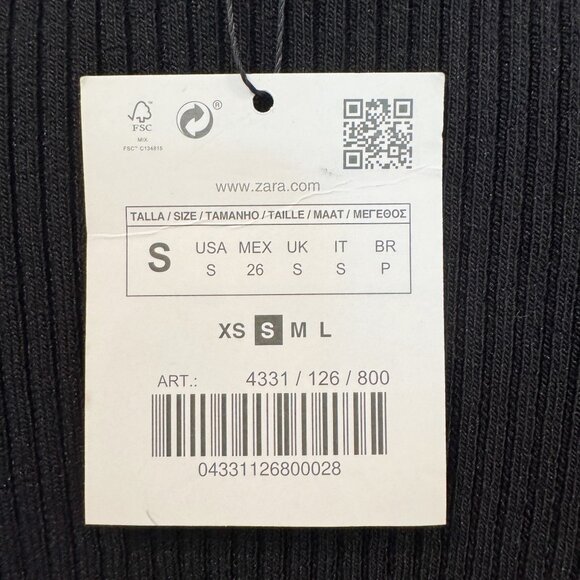 FSC
MIX
FSC™ C134815
®
www.zara.com
TALLA / SIZE / TAMANHO / TAILLE / MAAT / ΜΕΓΕΘΟΣ
S USA MEX UK IT BR
S 26 S S P
XS S M L
ART.: 4331 / 126 / 800
04331126800028